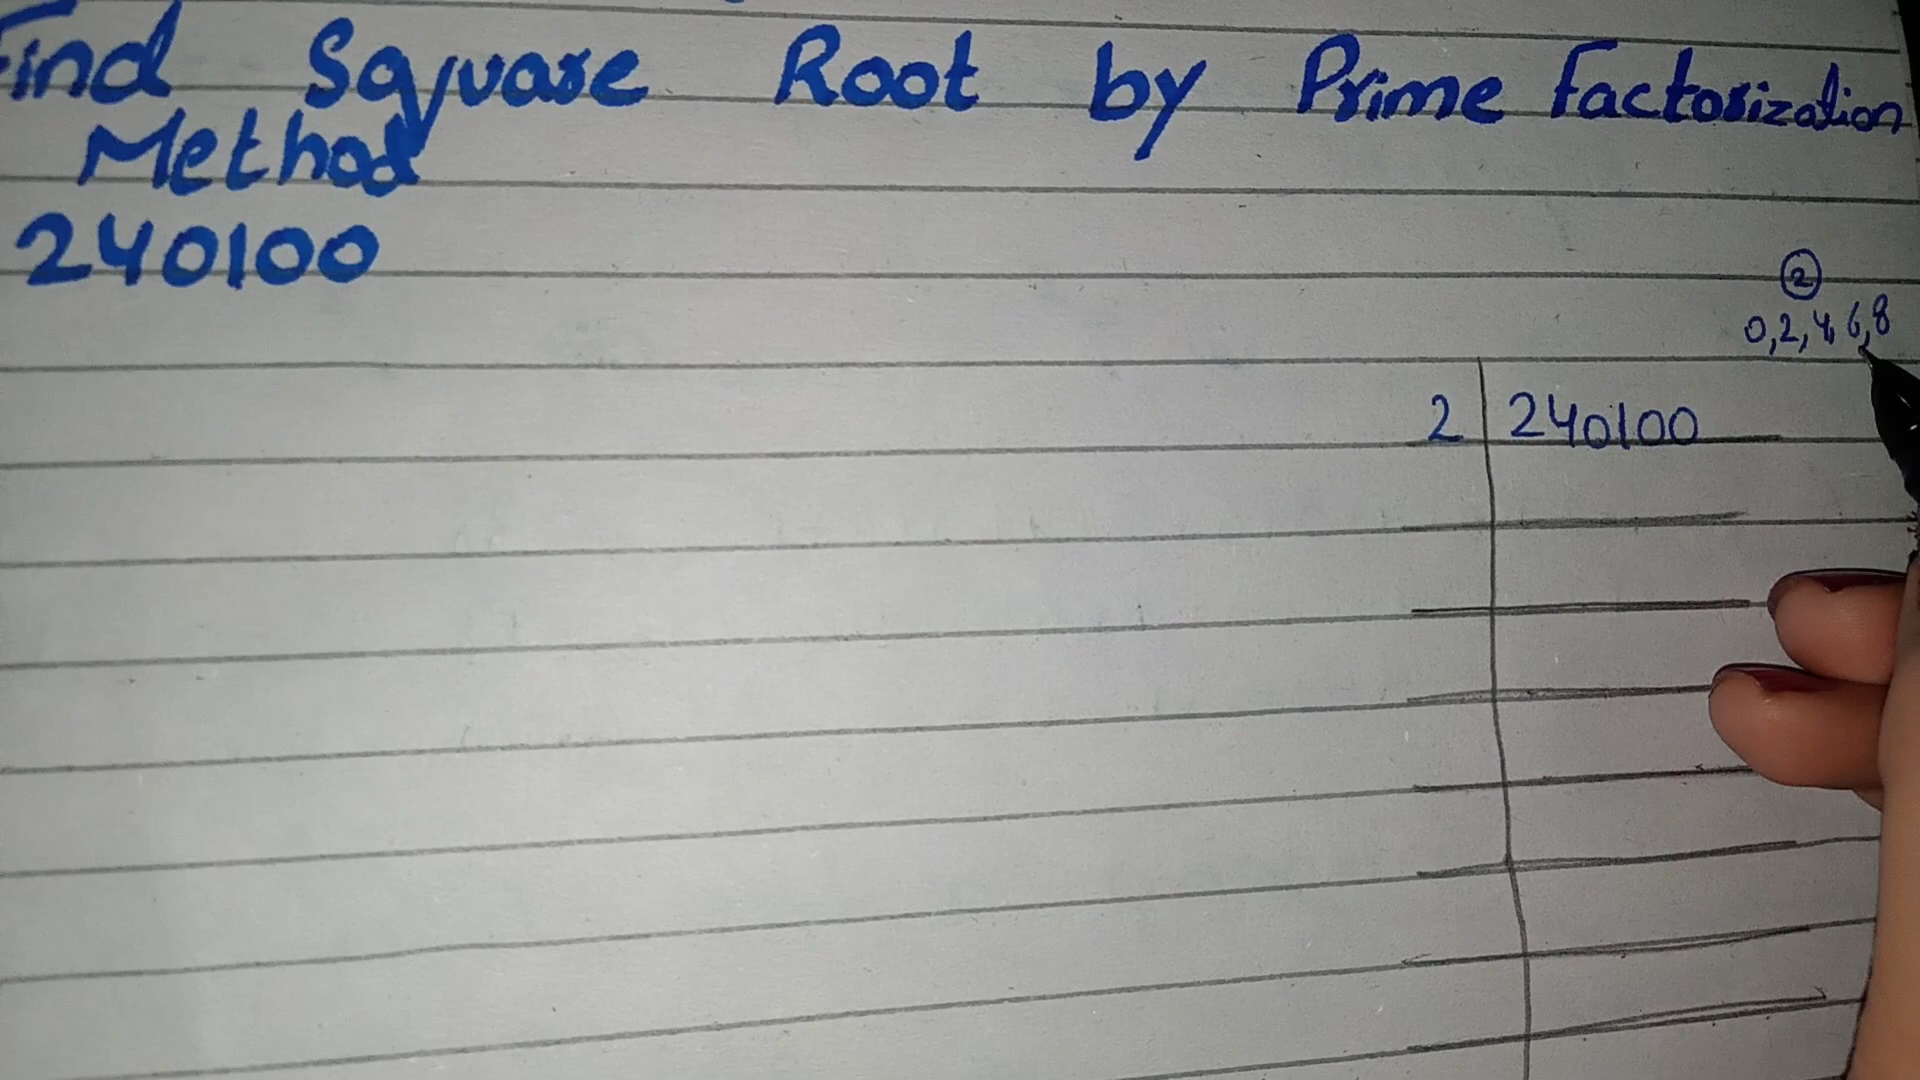 Find Square Root by Prime Factorization
Method
240100
2
0,2,4,6,8
2 240100